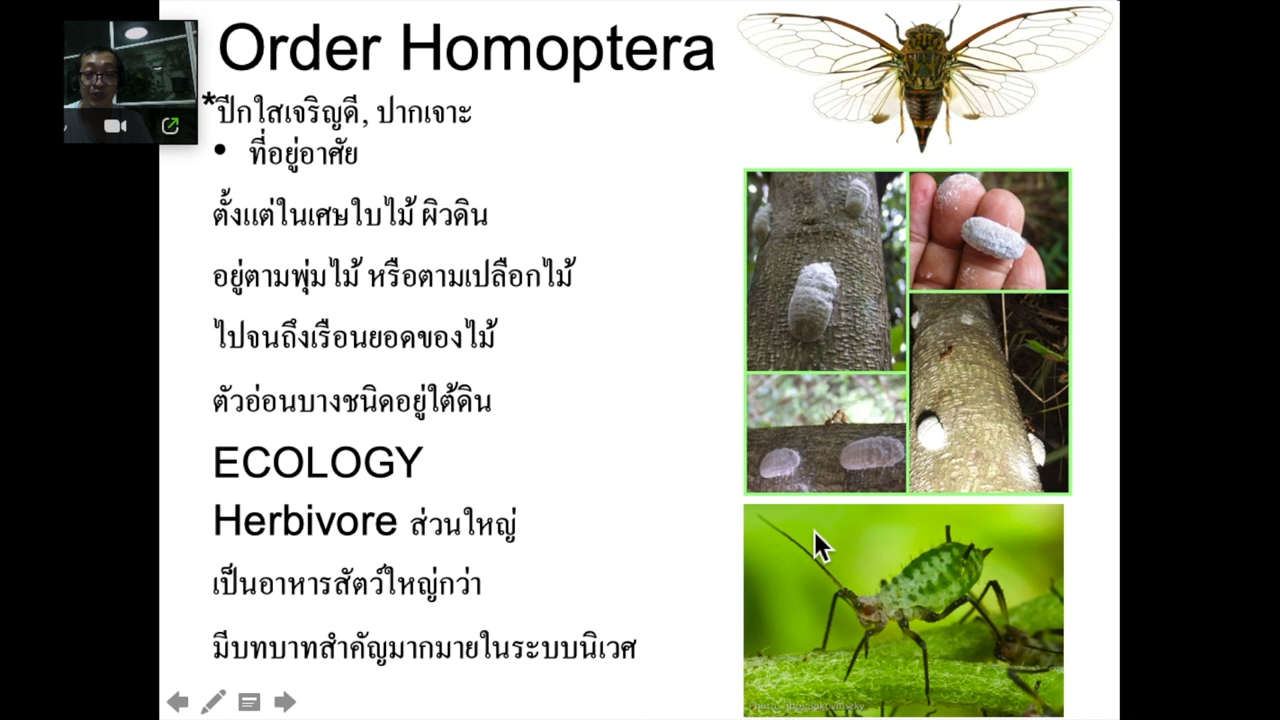 Order Homoptera
*ปีกใสเจริญดี, ปากเจาะ
• ที่อยู่อาศัย
ตั้งแต่ในเศษใบไม้ ผิวดิน
อยู่ตามพุ่มไม้ หรือตามเปลือกไม้
ไปจนถึงเรือนยอดของไม้
ตัวอ่อนบางชนิดอยู่ใต้ดิน
ECOLOGY
Herbivore ส่วนใหญ่
เป็นอาหารสัตว์ใหญ่กว่า
มีบทบาทสำคัญมากมายในระบบนิเวศ